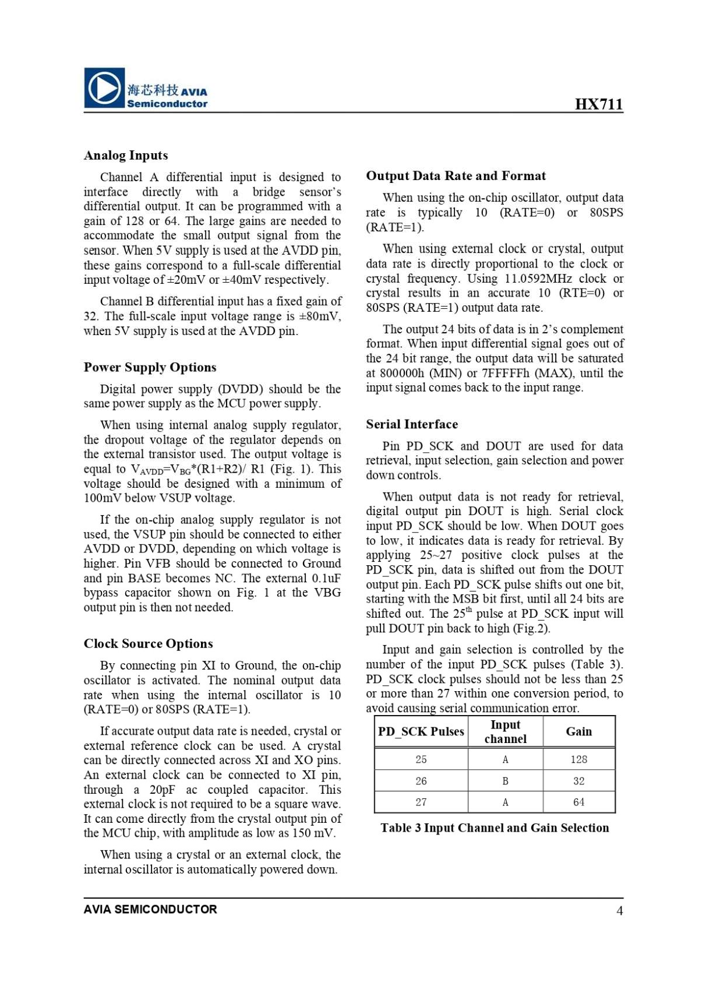 海芯科技 AVIA
Semiconductor
HX711
Analog Inputs
Channel A differential input is designed to
interface directly with a bridge sensor’s
differential output. It can be programmed with a
gain of 128 or 64. The large gains are needed to
accommodate the small output signal from the
sensor. When 5V supply is used at the AVDD pin,
these gains correspond to a full-scale differential
input voltage of ±20mV or ±40mV respectively.
Channel B differential input has a fixed gain of
32. The full-scale input voltage range is ±80mV,
when 5V supply is used at the AVDD pin.
Power Supply Options
Digital power supply (DVDD) should be the
same power supply as the MCU power supply.
When using internal analog supply regulator,
the dropout voltage of the regulator depends on
the external transistor used. The output voltage is
equal to VAVDD=VBG*(R1+R2)/ R1 (Fig. 1). This
voltage should be designed with a minimum of
100mV below VSUP voltage.
If the on-chip analog supply regulator is not
used, the VSUP pin should be connected to either
AVDD or DVDD, depending on which voltage is
higher. Pin VFB should be connected to Ground
and pin BASE becomes NC. The external 0.1uF
bypass capacitor shown on Fig. 1 at the VBG
output pin is then not needed.
Clock Source Options
By connecting pin XI to Ground, the on-chip
oscillator is activated. The nominal output data
rate when using the internal oscillator is 10
(RATE=0) or 80SPS (RATE=1).
If accurate output data rate is needed, crystal or
external reference clock can be used. A crystal
can be directly connected across XI and XO pins.
An external clock can be connected to XI pin,
through a 20pF ac coupled capacitor. This
external clock is not required to be a square wave.
It can come directly from the crystal output pin of
the MCU chip, with amplitude as low as 150 mV.
When using a crystal or an external clock, the
internal oscillator is automatically powered down.
Output Data Rate and Format
When using the on-chip oscillator, output data
rate is typically 10 (RATE=0) or 80SPS
(RATE=1).
When using external clock or crystal, output
data rate is directly proportional to the clock or
crystal frequency. Using 11.0592MHz clock or
crystal results in an accurate 10 (RTE=0) or
80SPS (RATE=1) output data rate.
The output 24 bits of data is in 2’s complement
format. When input differential signal goes out of
the 24 bit range, the output data will be saturated
at 800000h (MIN) or 7FFFFFh (MAX), until the
input signal comes back to the input range.
Serial Interface
Pin PD_SCK and DOUT are used for data
retrieval, input selection, gain selection and power
down controls.
When output data is not ready for retrieval,
digital output pin DOUT is high. Serial clock
input PD_SCK should be low. When DOUT goes
to low, it indicates data is ready for retrieval. By
applying 25~27 positive clock pulses at the
PD_SCK pin, data is shifted out from the DOUT
output pin. Each PD_SCK pulse shifts out one bit,
starting with the MSB bit first, until all 24 bits are
shifted out. The 25th pulse at PD_SCK input will
pull DOUT pin back to high (Fig.2).
Input and gain selection is controlled by the
number of the input PD_SCK pulses (Table 3).
PD_SCK clock pulses should not be less than 25
or more than 27 within one conversion period, to
avoid causing serial communication error.
PD_SCK Pulses Input channel Gain
25 A 128
26 B 32
27 A 64
Table 3 Input Channel and Gain Selection
AVIA SEMICONDUCTOR
4